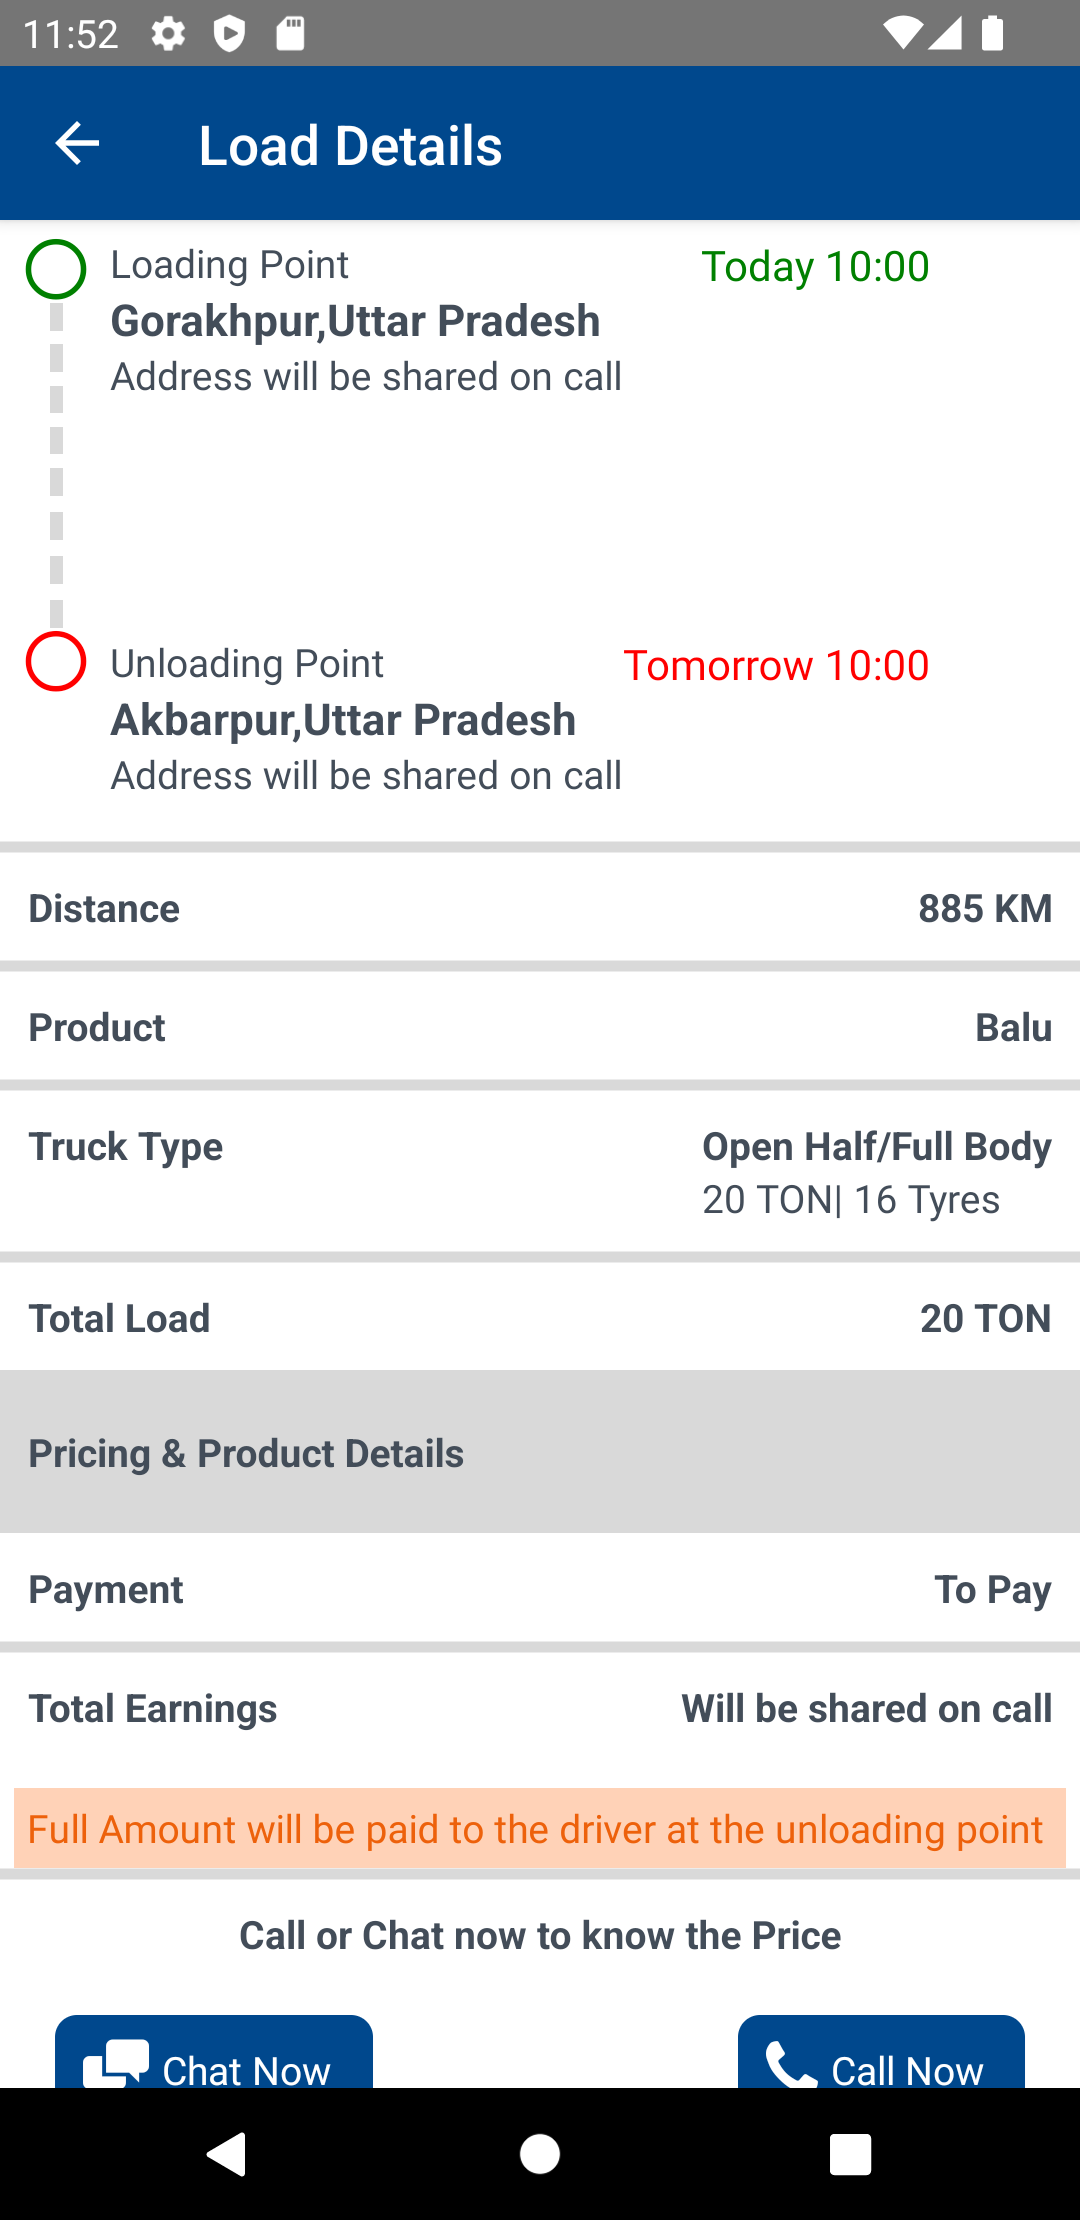 11:52
Load Details
Loading Point
Today 10:00
Gorakhpur,Uttar Pradesh
Address will be shared on call
Unloading Point
Tomorrow 10:00
Akbarpur,Uttar Pradesh
Address will be shared on call
Distance
885 KM
Product
Balu
Truck Type
Open Half/Full Body
20 TON| 16 Tyres
Total Load
20 TON
Pricing & Product Details
Payment
To Pay
Total Earnings
Will be shared on call
Full Amount will be paid to the driver at the unloading point
Call or Chat now to know the Price
Chat Now
Call Now